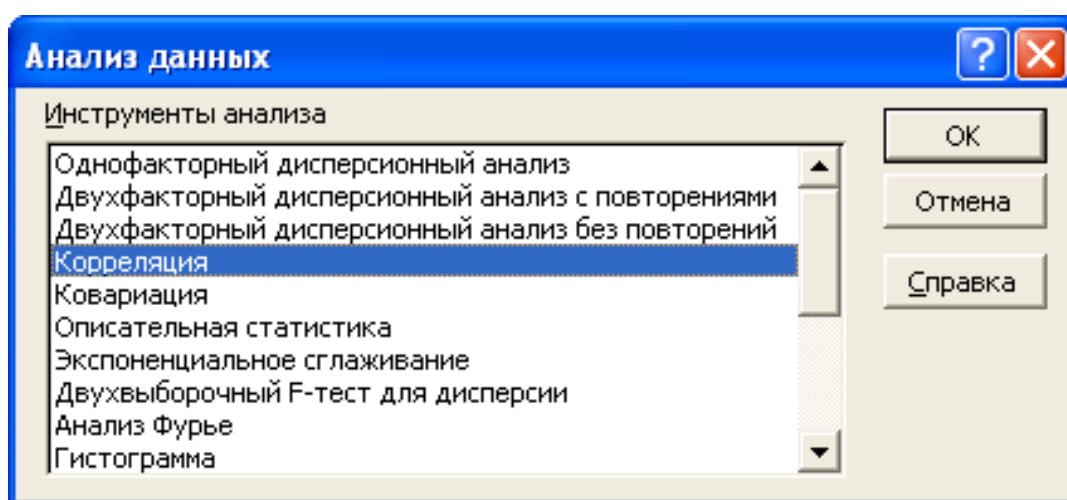 Анализ данных
Инструменты анализа
Однофакторный дисперсионный анализ
Двухфакторный дисперсионный анализ с повторениями
Двухфакторный дисперсионный анализ без повторений
Корреляция
Ковариация
Описательная статистика
Экспоненциальное сглаживание
Двухвыборочный F-тест для дисперсии
Анализ Фурье
Гистограмма
ОК
Отмена
Справка